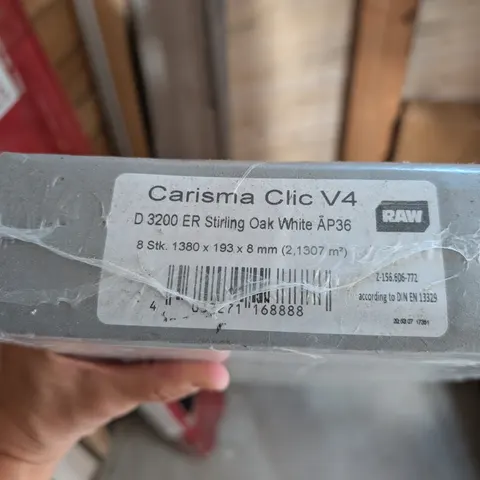 Carisma Clic V4
RAW
D 3200 ER Stirling Oak White ÄP36
8 Stk. 1380 x 193 x 8 mm (2,1307 m²)
Z-156.606-772
according to DIN EN 13329
271168888